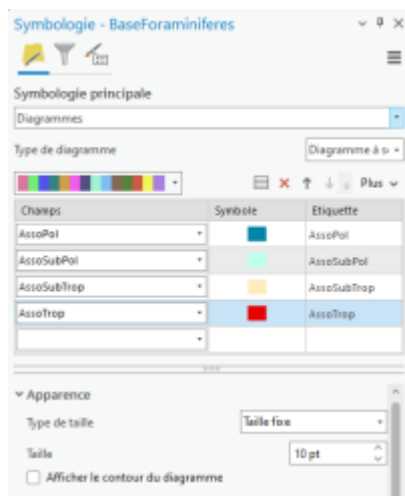 Symbologie - BaseForaminiferes
Symbologie principale
Diagrammes
Type de diagramme Diagramme à s
Plus
Champs Symbole Etiquette
AssoPol AssoPol
AssoSubPol AssoSubPol
AssoSubTrop AssoSubTrop
AssoTrop AssoTrop
Apparence
Type de taille Taille fixe
Taille 10 pt
Afficher le contour du diagramme